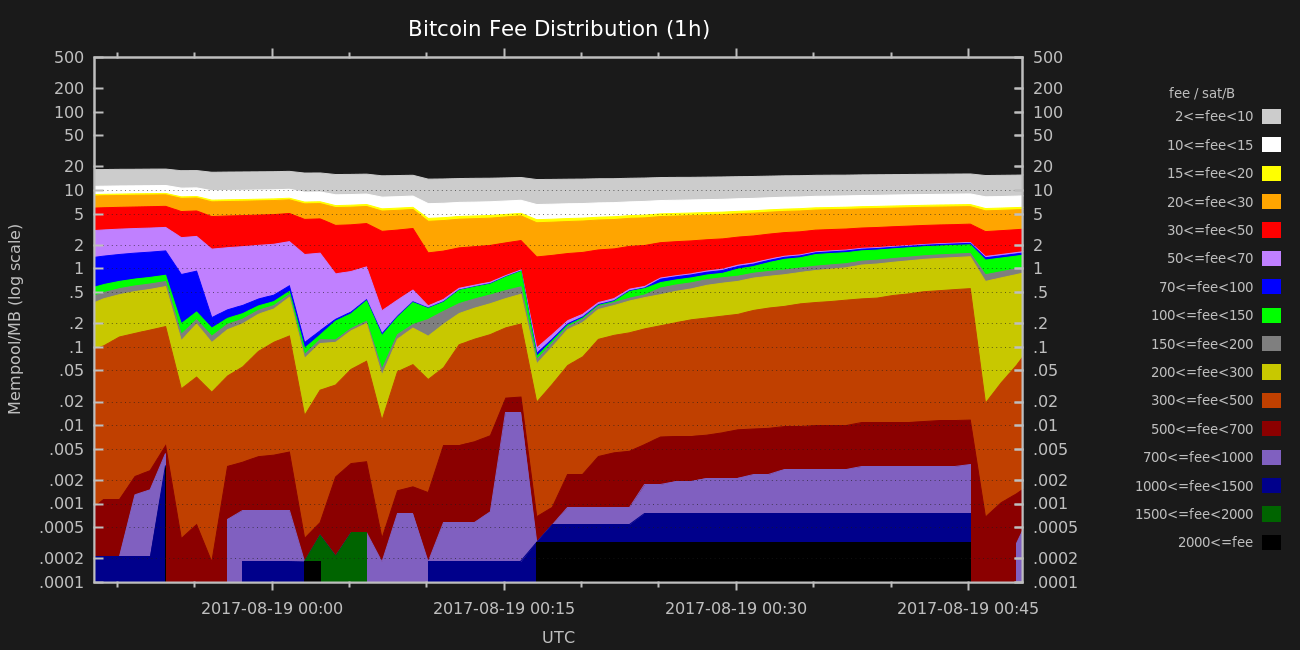 Bitcoin Fee Distribution (1h)
500 500
200 200
100 100
50 50
20 20
10 10
5 5
2 2
1 1
.5 .5
.2 .2
.1 .1
.05 .05
.02 .02
.01 .01
.005 .005
.002 .002
.001 .001
.0005 .0005
.0002 .0002
.0001 .0001
Mempool/MB (log scale)
2017-08-19 00:00 2017-08-19 00:15 2017-08-19 00:30 2017-08-19 00:45
UTC
fee / sat/B
2<=fee<10
10<=fee<15
15<=fee<20
20<=fee<30
30<=fee<50
50<=fee<70
70<=fee<100
100<=fee<150
150<=fee<200
200<=fee<300
300<=fee<500
500<=fee<700
700<=fee<1000
1000<=fee<1500
1500<=fee<2000
2000<=fee